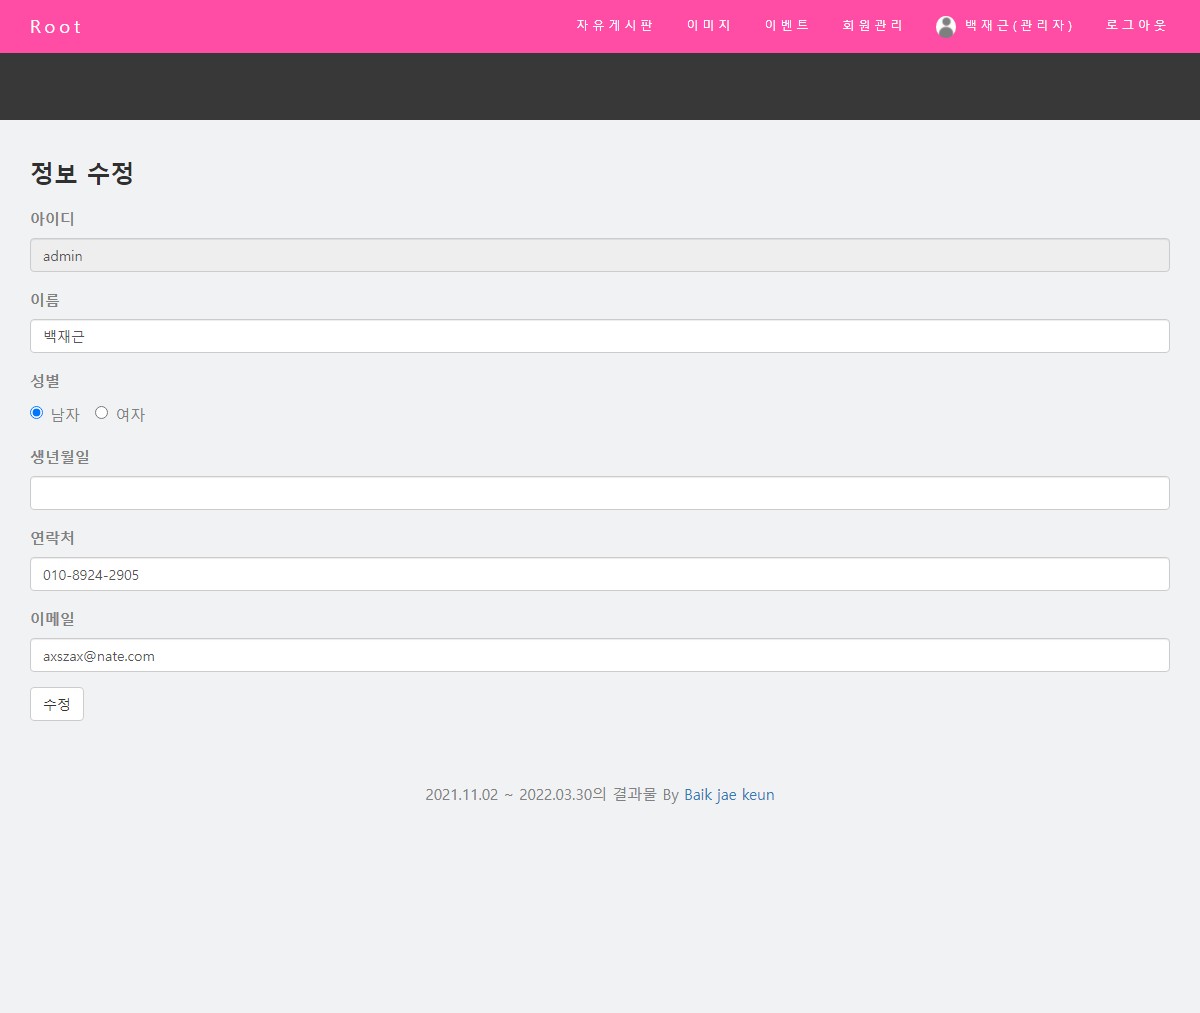 Root 자유게시판 이미지 이벤트 회원관리 백재근(관리자) 로그아웃
정보 수정
아이디
admin
이름
백재근
성별
남자 여자
생년월일
연락처
010-8924-2905
이메일
axszax@nate.com
수정
2021.11.02 ~ 2022.03.30의 결과물 By Baik jae keun